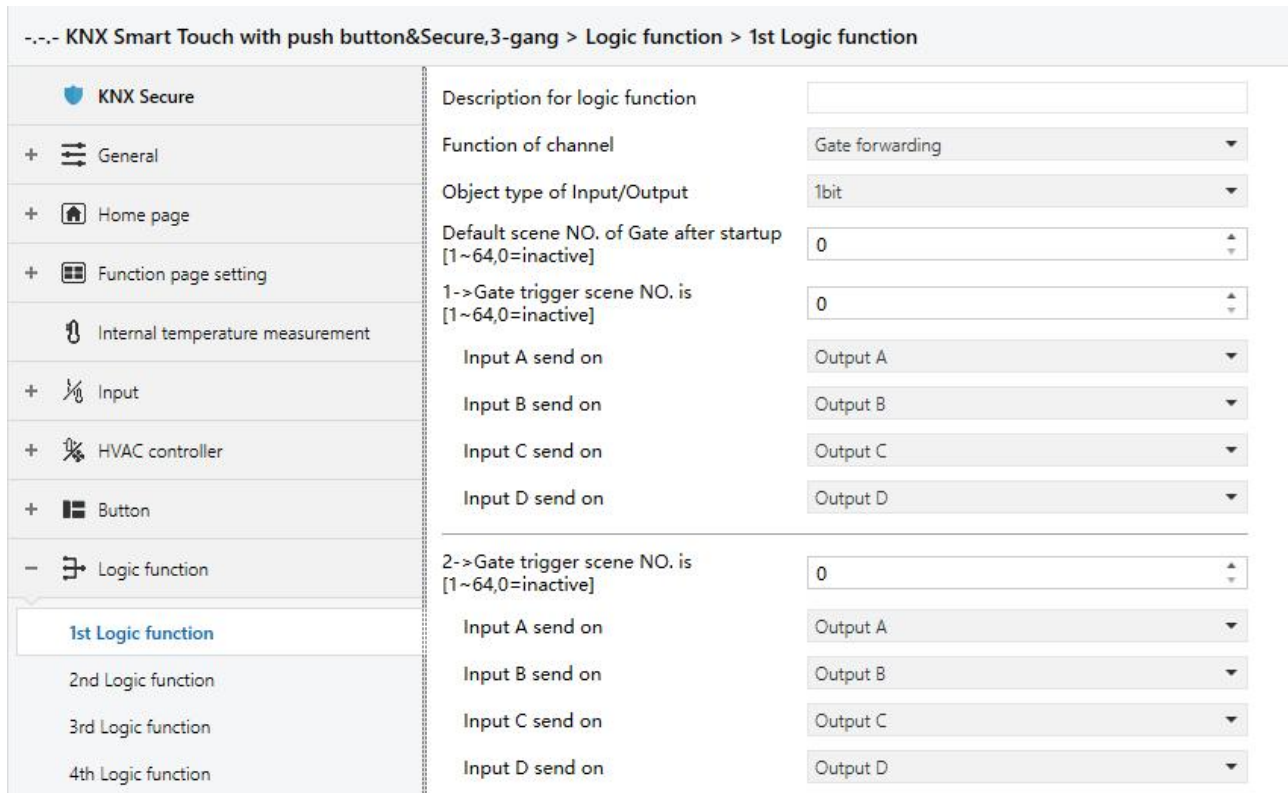 -.-.- KNX Smart Touch with push button&Secure,3-gang > Logic function > 1st Logic function
KNX Secure
+ General
+ Home page
+ Function page setting
Internal temperature measurement
+ Input
+ HVAC controller
+ Button
− Logic function
1st Logic function
2nd Logic function
3rd Logic function
4th Logic function
Description for logic function
Function of channel Gate forwarding
Object type of Input/Output 1bit
Default scene NO. of Gate after startup
[1~64,0=inactive] 0
1->Gate trigger scene NO. is
[1~64,0=inactive] 0
Input A send on Output A
Input B send on Output B
Input C send on Output C
Input D send on Output D
2->Gate trigger scene NO. is
[1~64,0=inactive] 0
Input A send on Output A
Input B send on Output B
Input C send on Output C
Input D send on Output D